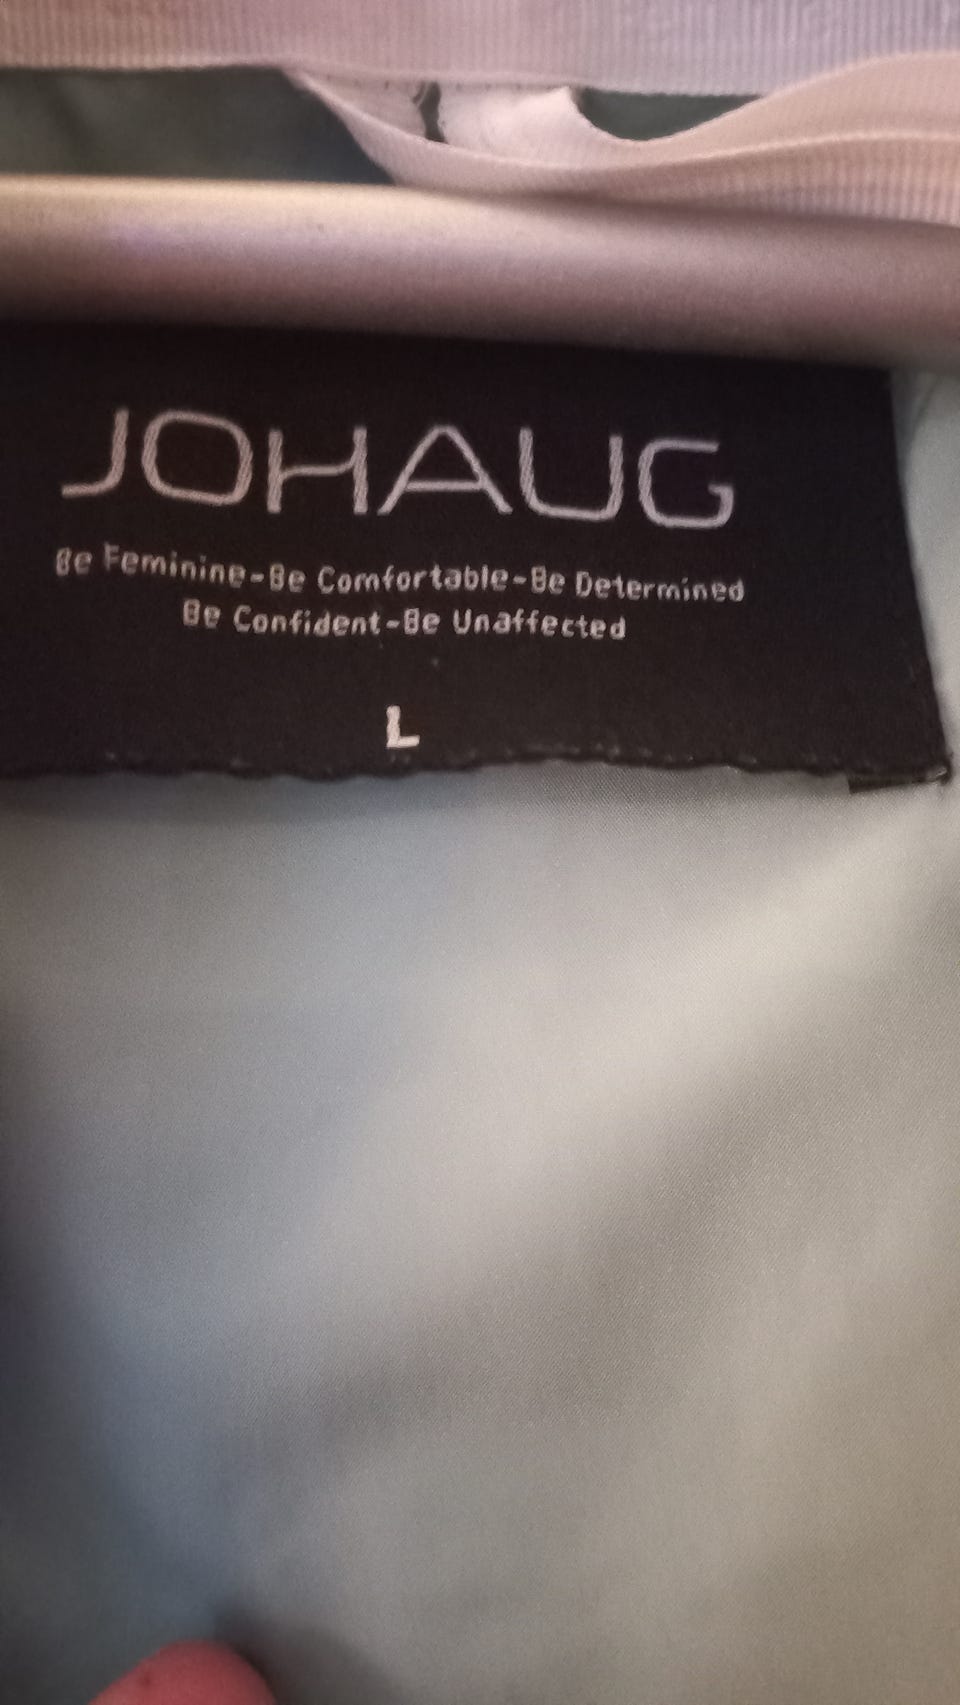 JOHAUG
Be Feminine-Be Comfortable-Be Determined
Be Confident-Be Unaffected
L